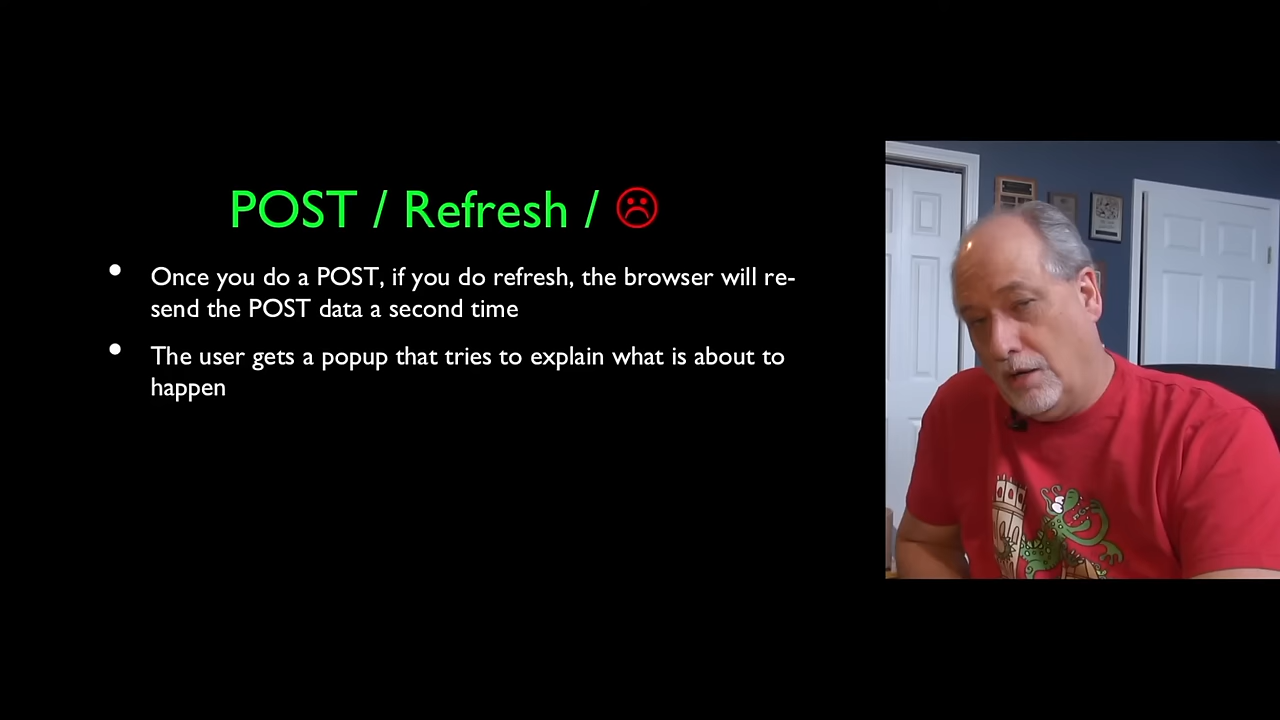 POST / Refresh / ☹
• Once you do a POST, if you do refresh, the browser will re-
send the POST data a second time
• The user gets a popup that tries to explain what is about to
happen